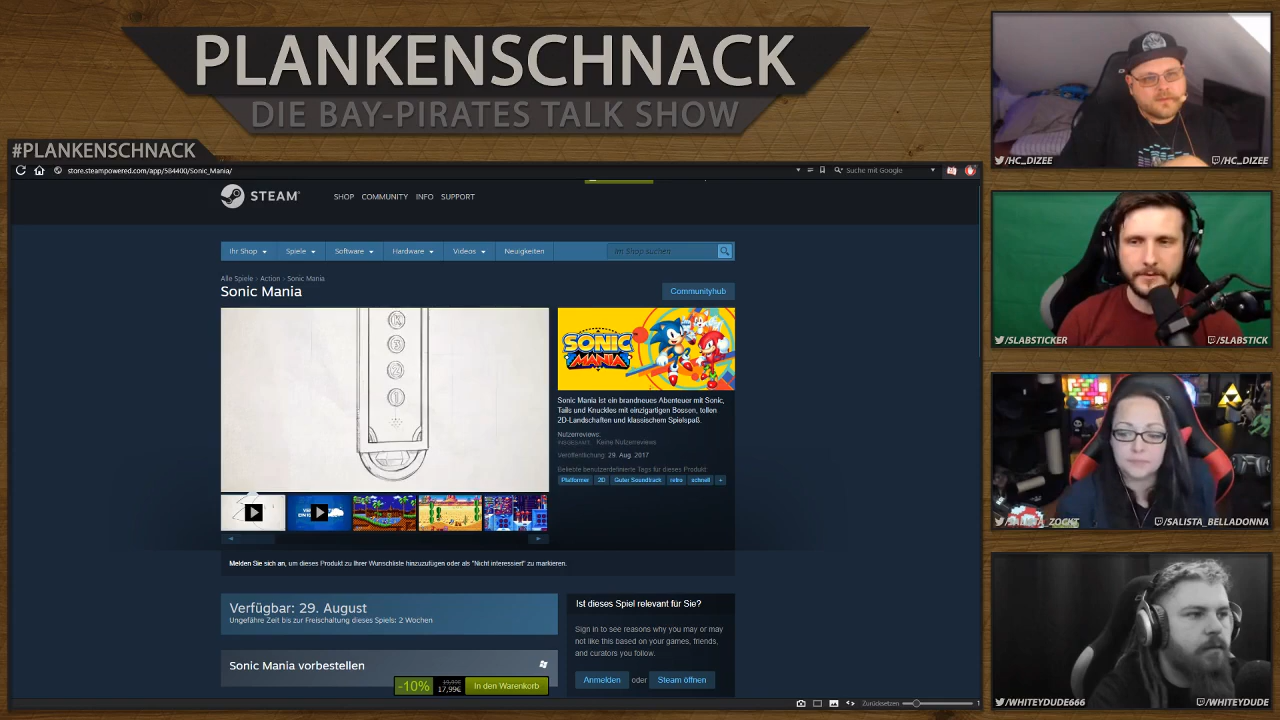 PLANKENSCHNACK
DIE BAY-PIRATES TALK SHOW
#PLANKENSCHNACK
store.steampowered.com/app/584400/Sonic_Mania/
Suche mit Google
STEAM
SHOP COMMUNITY INFO SUPPORT
Ihr Shop Spiele Software Hardware Videos Neuigkeiten
Im Shop suchen
Alle Spiele > Action > Sonic Mania
Sonic Mania
Communityhub
K
3
2
1
SONIC
MANIA
Sonic Mania ist ein brandneues Abenteuer mit Sonic,
Tails und Knuckles mit einzigartigen Bossen, tollen
2D-Landschaften und klassischem Spielspaß.
Nutzerreviews:
INSGESAMT: Keine Nutzerreviews
Veröffentlichung: 29. Aug. 2017
Beliebte benutzerdefinierte Tags für dieses Produkt
Platformer 2D Guter Soundtrack retro schnell +
Melden Sie sich an, um dieses Produkt zu Ihrer Wunschliste hinzuzufügen oder als "Nicht interessiert" zu markieren.
Verfügbar: 29. August
Ungefähre Zeit bis zur Freischaltung dieses Spiels: 2 Wochen
Ist dieses Spiel relevant für Sie?
Sign in to see reasons why you may or may
not like this based on your games, friends,
and curators you follow.
Anmelden oder Steam öffnen
Sonic Mania vorbestellen
-10% 19,99€ 17,99€ In den Warenkorb
Zurücksetzen
/HC_DIZEE /HC_DIZEE
/SLABSTICKER /SLABSTICK
/SALISTA_ZOCKT /SALISTA_BELLADONNA
/WHITEYDUDE666 /WHITEYDUDE